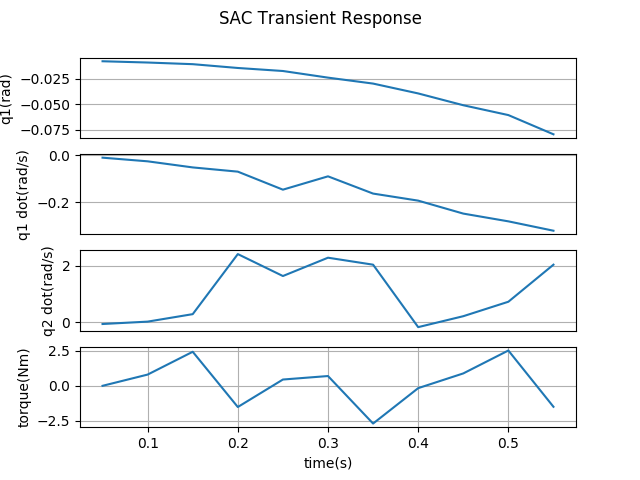 SAC Transient Response
q1(rad)
−0.025
−0.050
−0.075
q1 dot(rad/s)
0.0
−0.2
q2 dot(rad/s)
2
0
torque(Nm)
2.5
0.0
−2.5
0.1 0.2 0.3 0.4 0.5
time(s)